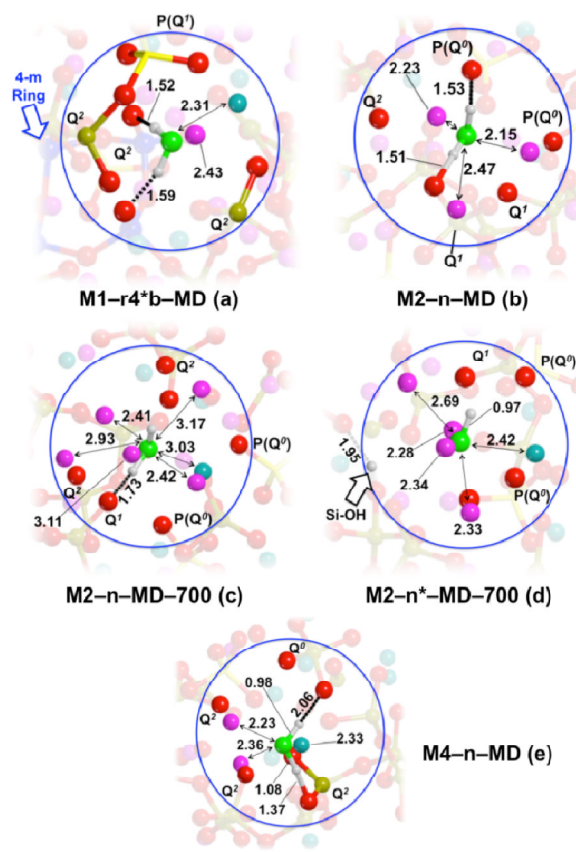 P(Q¹)
4-m
Ring
Q²
1.52
2.31
Q²
2.43
1.59
Q²
M1–r4*b–MD (a)
P(Q⁰)
2.23
1.53
Q²
P(Q⁰)
2.15
1.51
2.47
Q¹
Q¹
M2–n–MD (b)
Q²
2.41
3.17
2.93
3.03
P(Q⁰)
2.42
Q²
1.73
3.11
Q¹
P(Q⁰)
M2–n–MD–700 (c)
Q¹
P(Q⁰)
2.69
0.97
1.95
2.28
2.42
2.34
P(Q⁰)
Si-OH
2.33
M2–n*–MD–700 (d)
Q⁰
0.98
2.06
Q²
2.23
2.33
2.36
1.08
Q²
1.37
Q²
M4–n–MD (e)